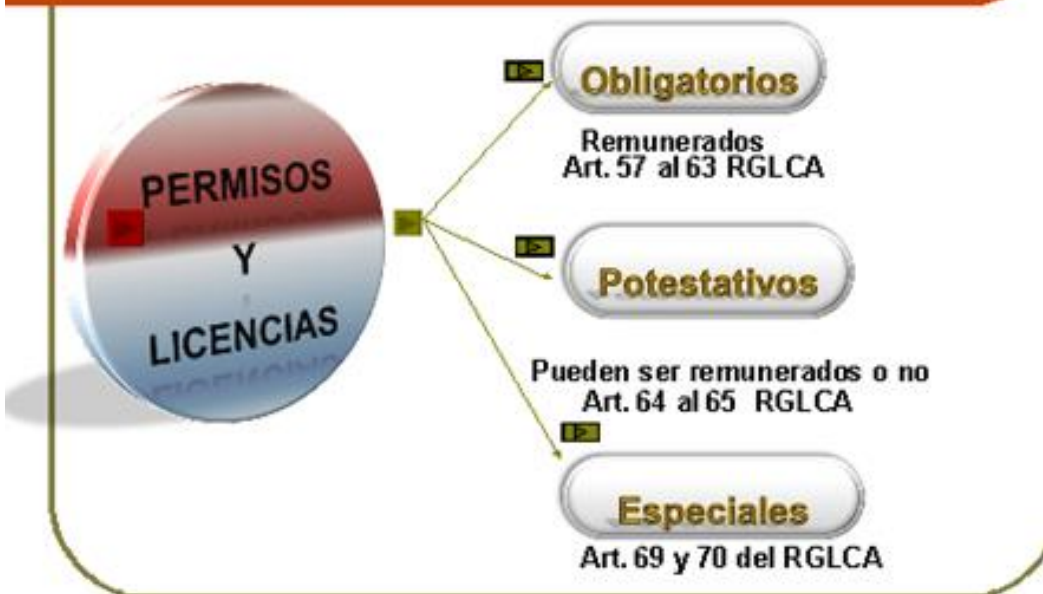 PERMISOS
Y
LICENCIAS
Obligatorios
Remunerados
Art. 57 al 63 RGLCA
Potestativos
Pueden ser remunerados o no
Art. 64 al 65 RGLCA
Especiales
Art. 69 y 70 del RGLCA